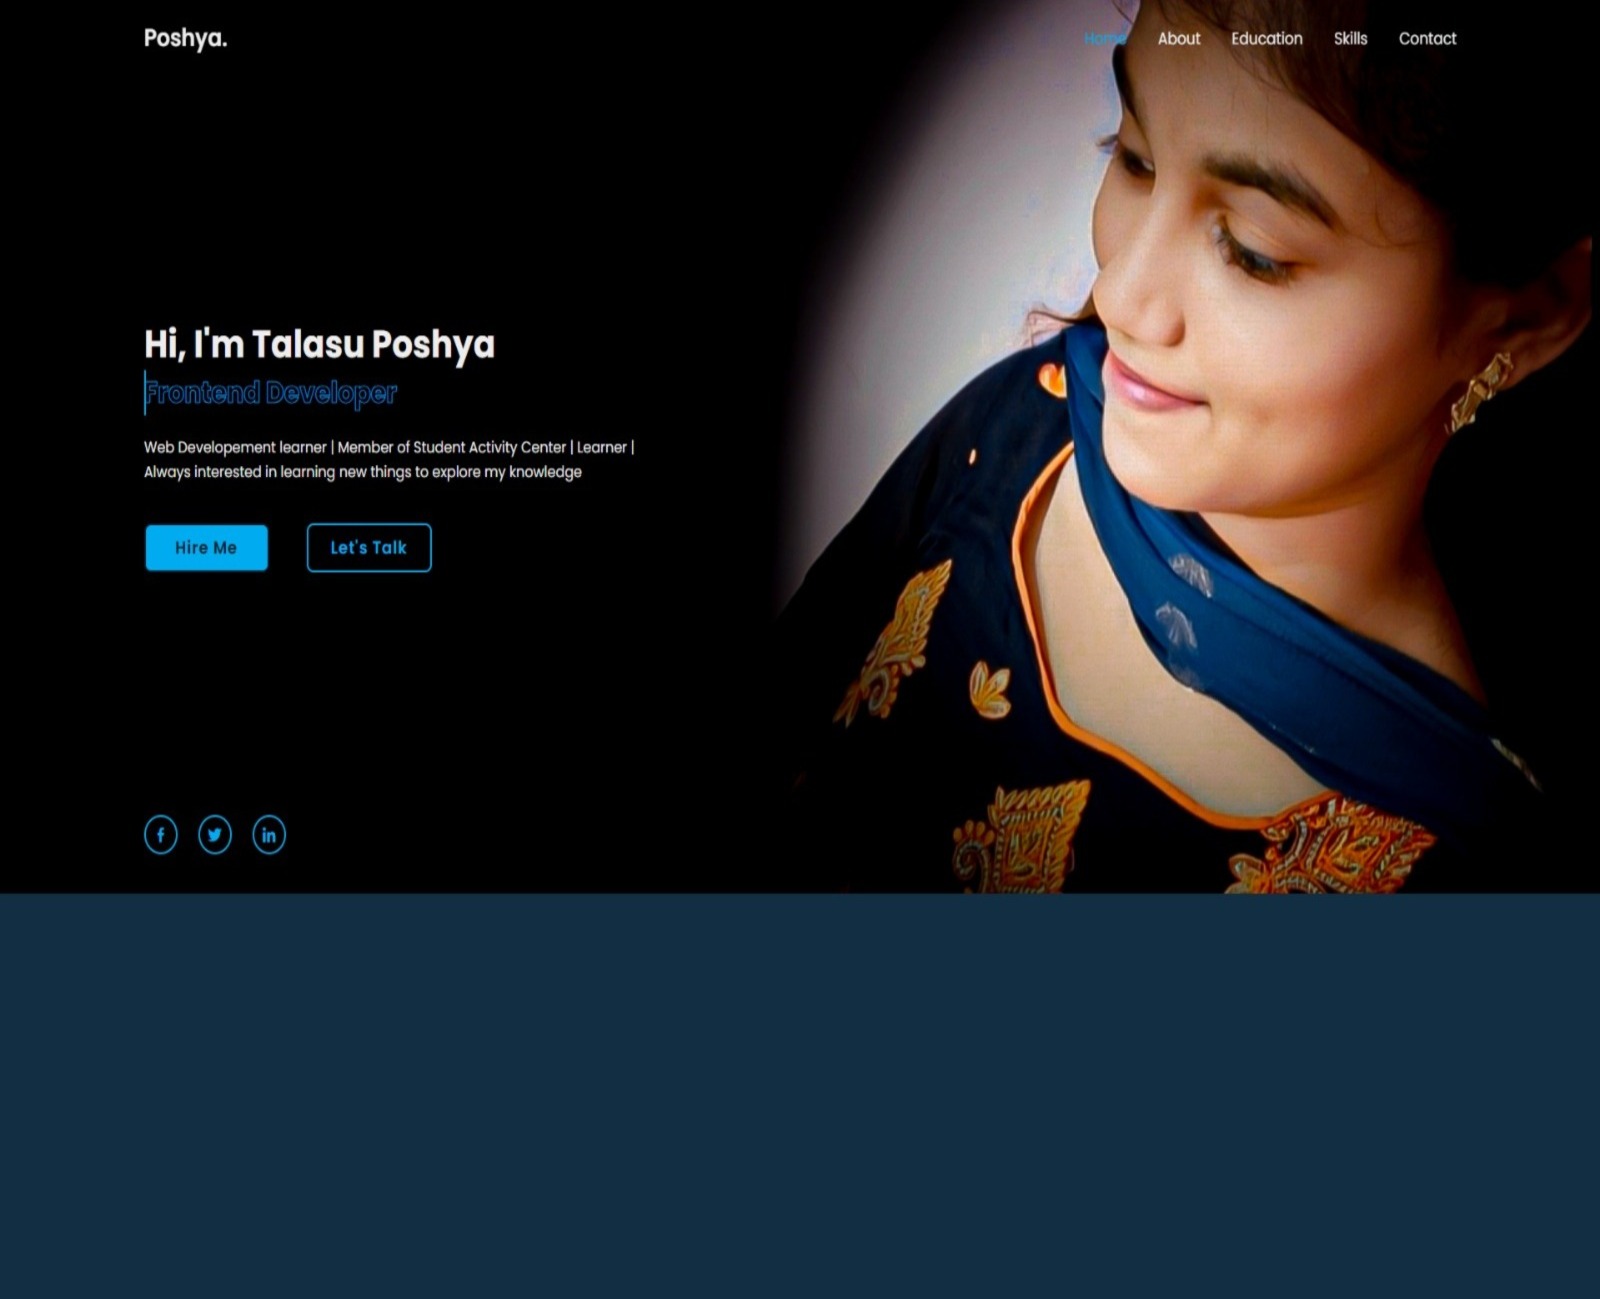 Poshya.
Home About Education Skills Contact
Hi, I'm Talasu Poshya
Frontend Developer
Web Developement learner | Member of Student Activity Center | Learner |
Always interested in learning new things to explore my knowledge
Hire Me
Let's Talk